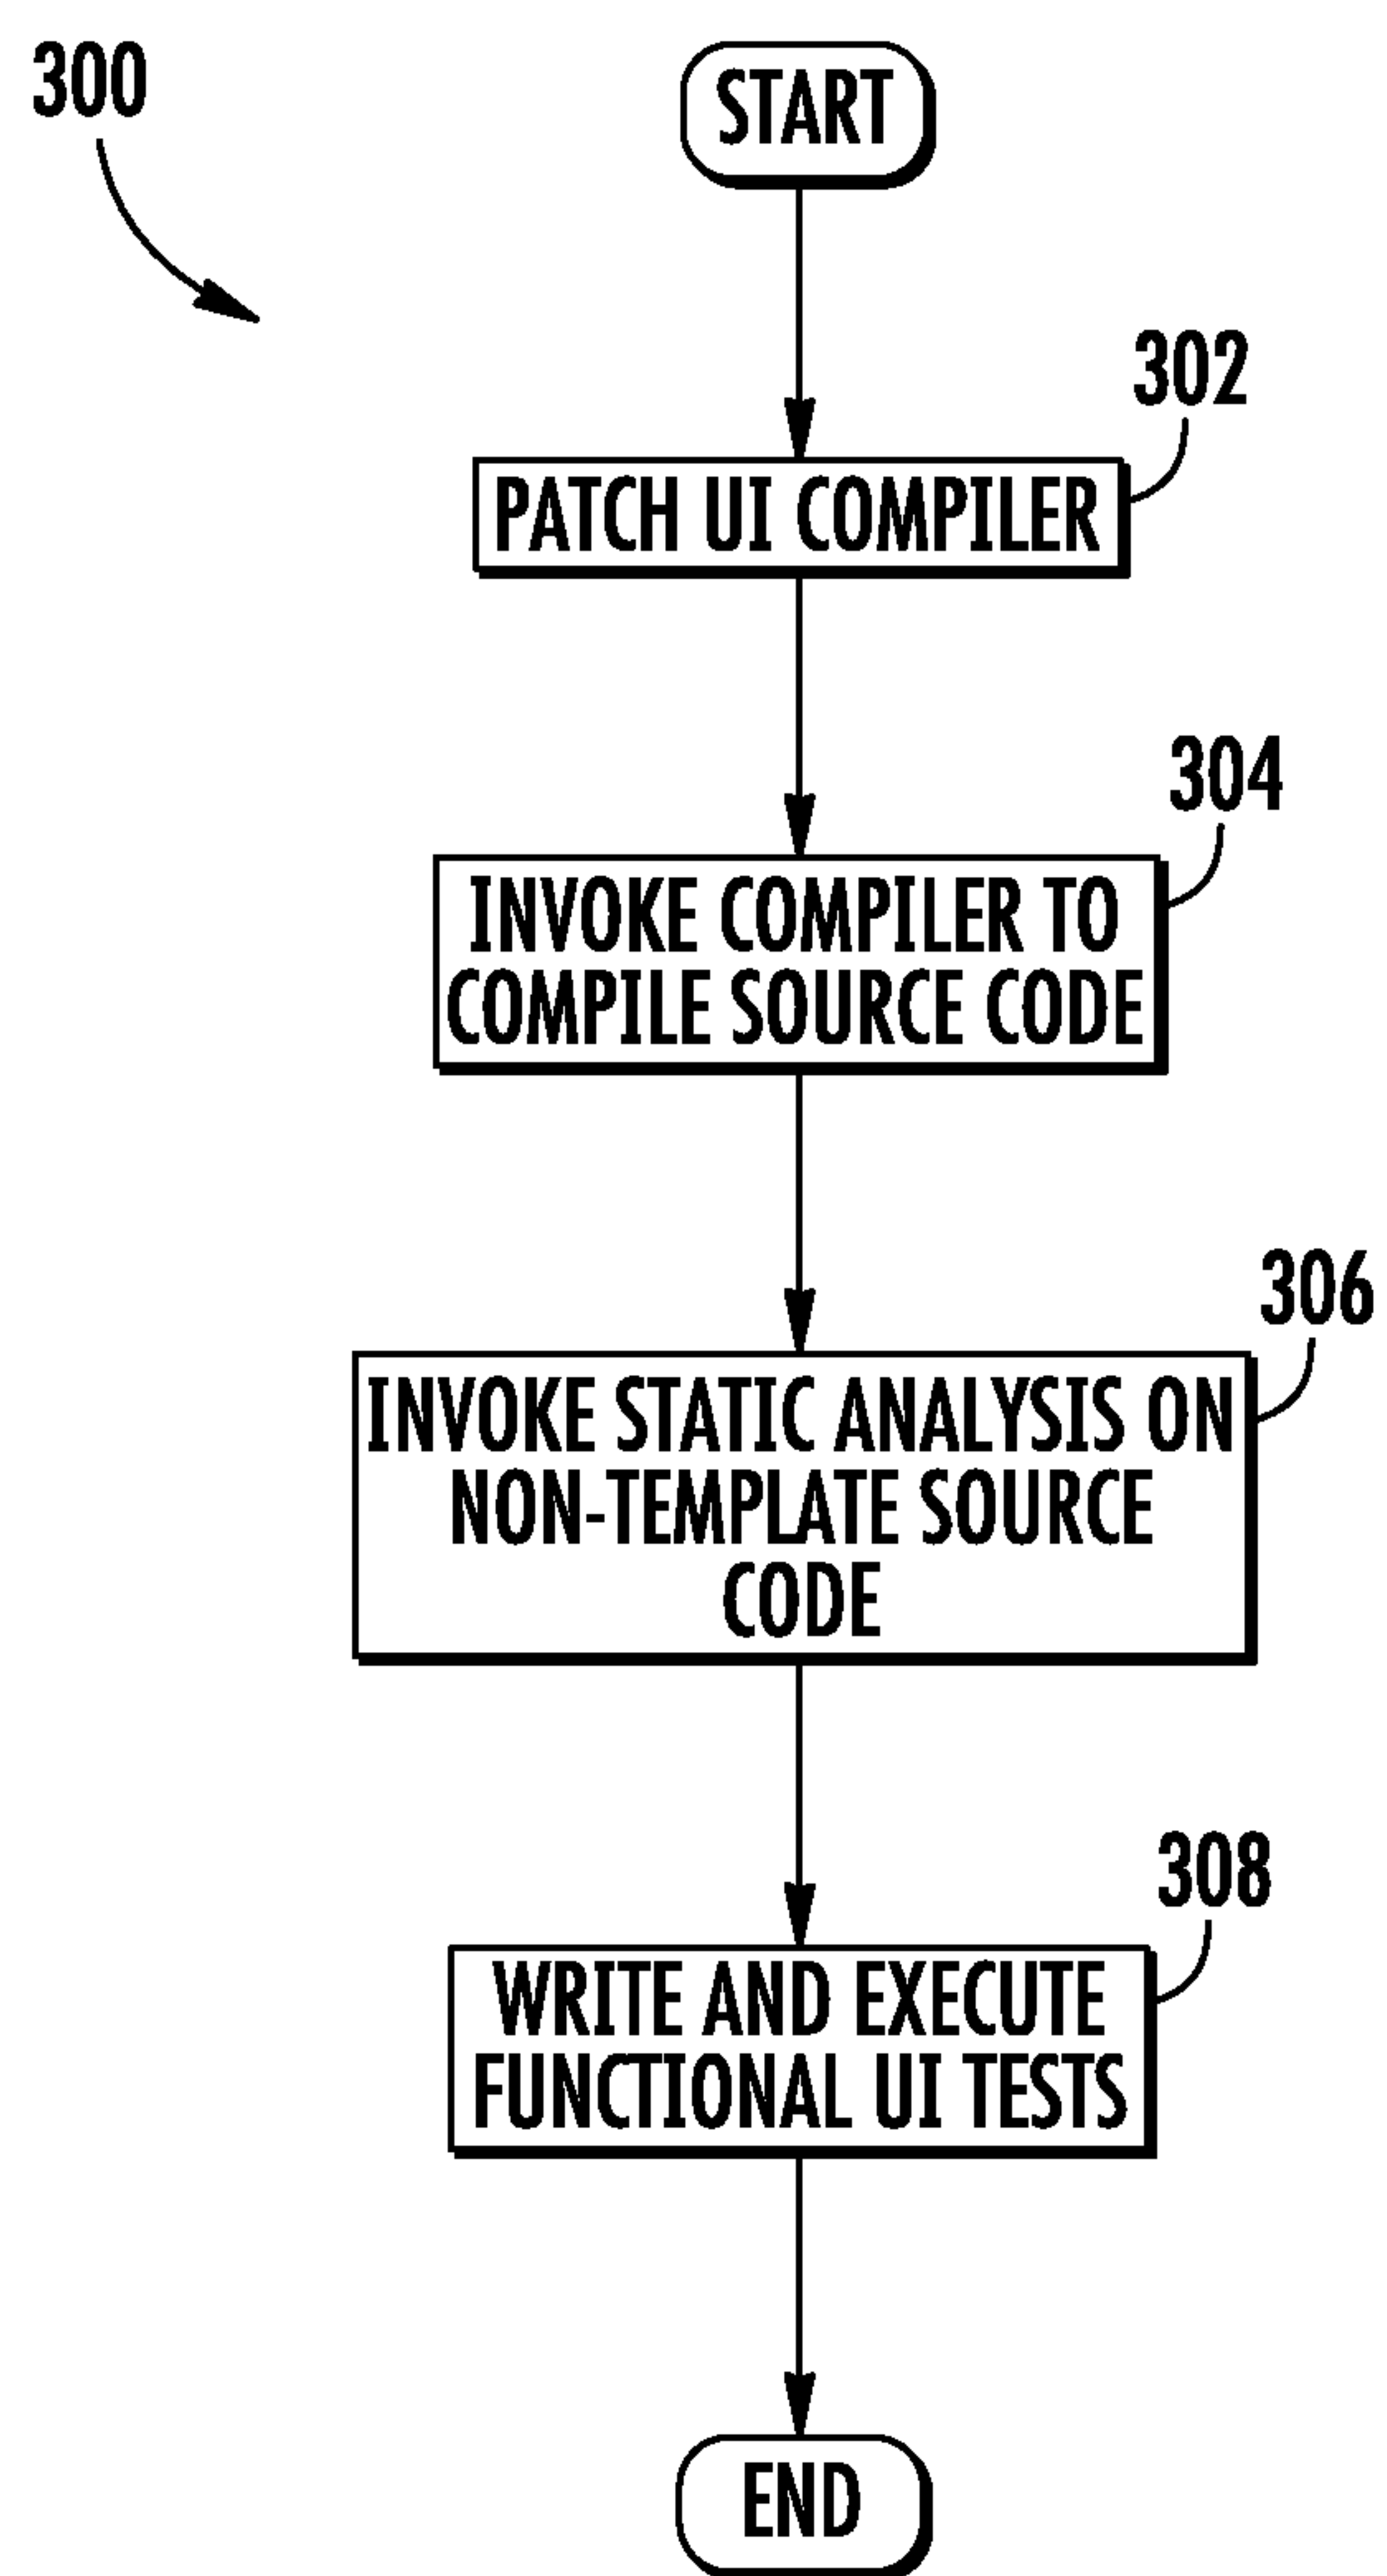 300
START
302
PATCH UI COMPILER
304
INVOKE COMPILER TO
COMPILE SOURCE CODE
306
INVOKE STATIC ANALYSIS ON
NON-TEMPLATE SOURCE
CODE
308
WRITE AND EXECUTE
FUNCTIONAL UI TESTS
END